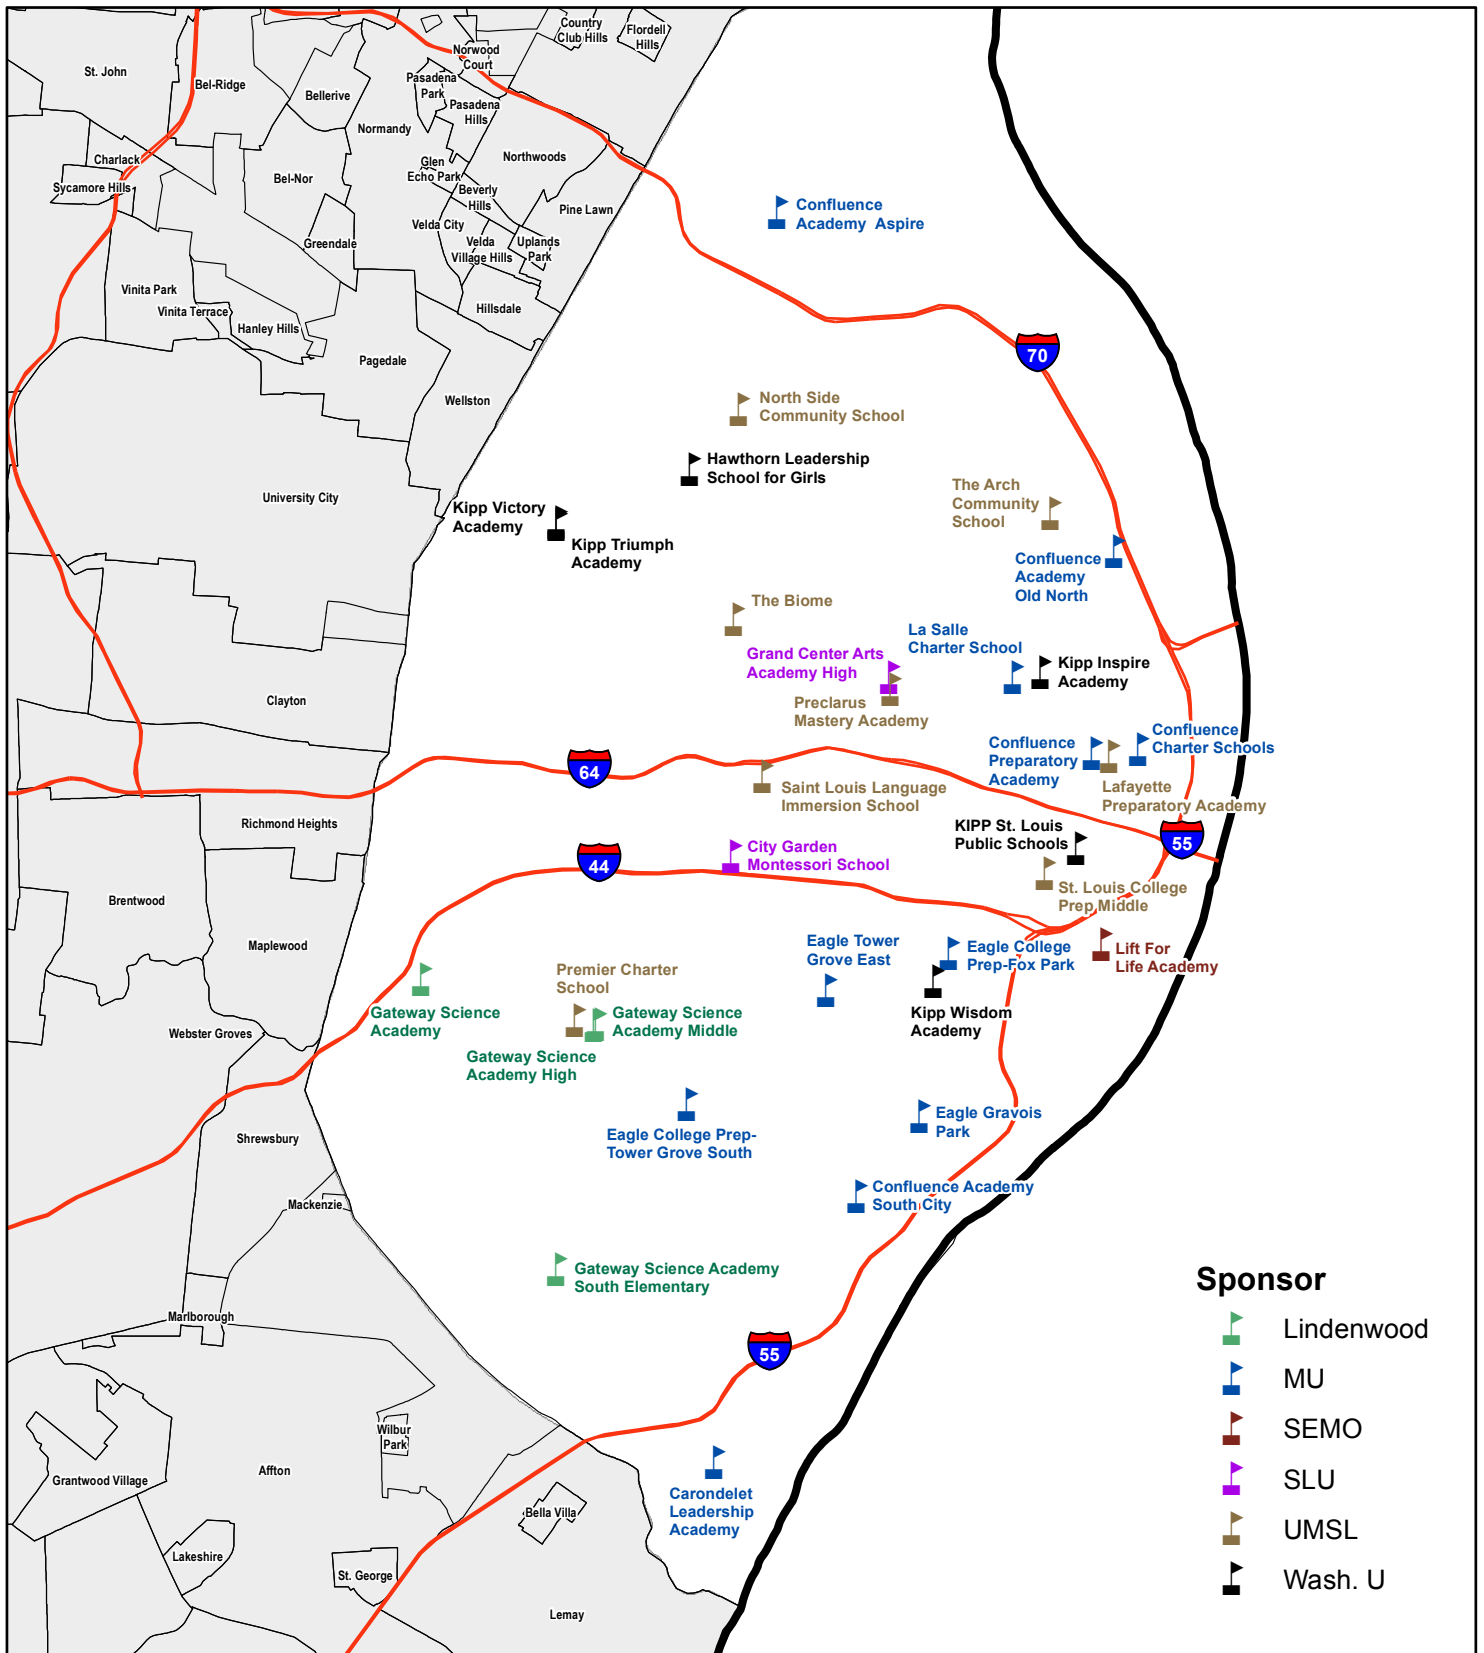 Country
Club Hills
Flordell
Hills
Norwood
Court
St. John
Bel-Ridge
Bellerive
Pasadena
Park
Pasadena
Hills
Normandy
Northwoods
Charlack
Glen
Echo Park
Sycamore Hills
Bel-Nor
Beverly
Hills
Pine Lawn
Velda City
Greendale
Velda
Village Hills
Uplands
Park
Vinita Park
Vinita Terrace
Hanley Hills
Hillsdale
Pagedale
Wellston
University City
Clayton
Richmond Heights
Brentwood
Maplewood
Webster Groves
Shrewsbury
Mackenzie
Marlborough
Wilbur
Park
Affton
Grantwood Village
Bella Villa
Lakeshire
St. George
Lemay
Confluence
Academy Aspire
70
North Side
Community School
Hawthorn Leadership
School for Girls
Kipp Victory
Academy
Kipp Triumph
Academy
The Arch
Community
School
Confluence
Academy
Old North
The Biome
La Salle
Charter School
Grand Center Arts
Academy High
Kipp Inspire
Academy
Preclarus
Mastery Academy
Confluence
Charter Schools
Confluence
Preparatory
Academy
64
Saint Louis Language
Immersion School
Lafayette
Preparatory Academy
KIPP St. Louis
Public Schools
55
City Garden
Montessori School
44
St. Louis College
Prep Middle
Eagle Tower
Grove East
Eagle College
Prep-Fox Park
Lift For
Life Academy
Premier Charter
School
Gateway Science
Academy
Gateway Science
Academy Middle
Kipp Wisdom
Academy
Gateway Science
Academy High
Eagle College Prep-
Tower Grove South
Eagle Gravois
Park
Confluence Academy
South City
Gateway Science Academy
South Elementary
55
Carondelet
Leadership
Academy
Sponsor
Lindenwood
MU
SEMO
SLU
UMSL
Wash. U